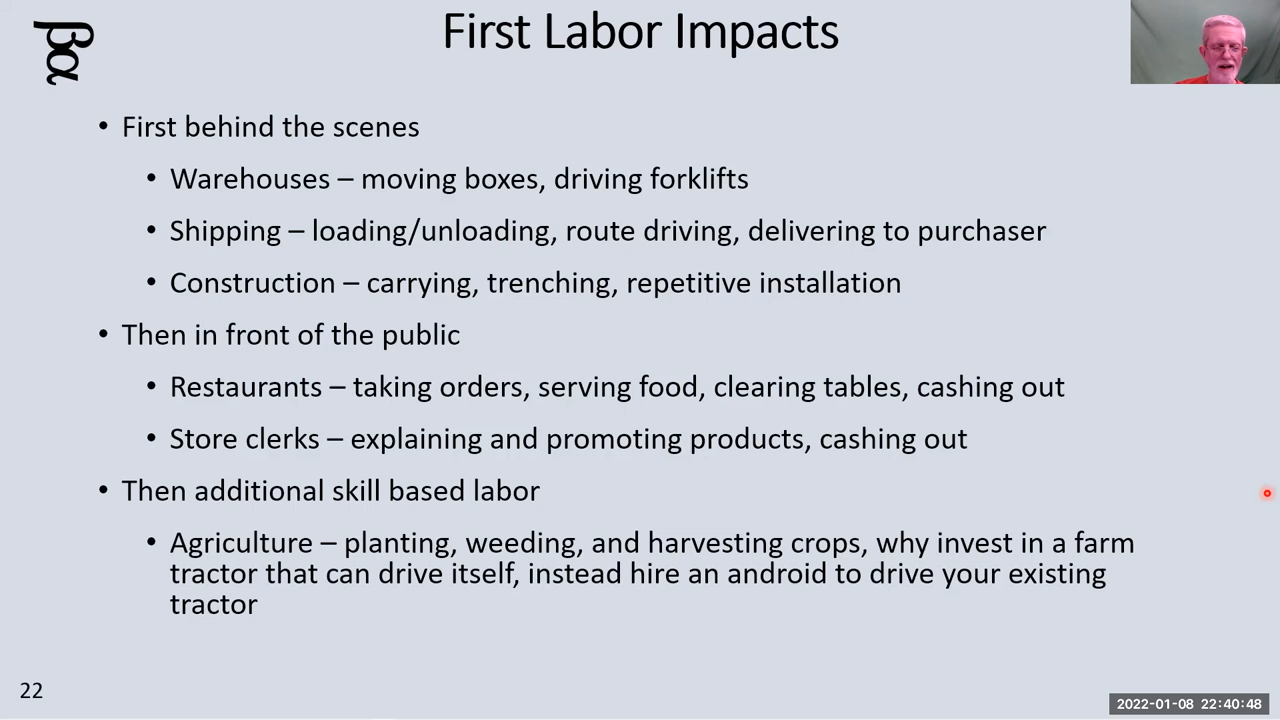 βα
First Labor Impacts
• First behind the scenes
• Warehouses – moving boxes, driving forklifts
• Shipping – loading/unloading, route driving, delivering to purchaser
• Construction – carrying, trenching, repetitive installation
• Then in front of the public
• Restaurants – taking orders, serving food, clearing tables, cashing out
• Store clerks – explaining and promoting products, cashing out
• Then additional skill based labor
• Agriculture – planting, weeding, and harvesting crops, why invest in a farm
tractor that can drive itself, instead hire an android to drive your existing
tractor
22
2022-01-08 22:40:48